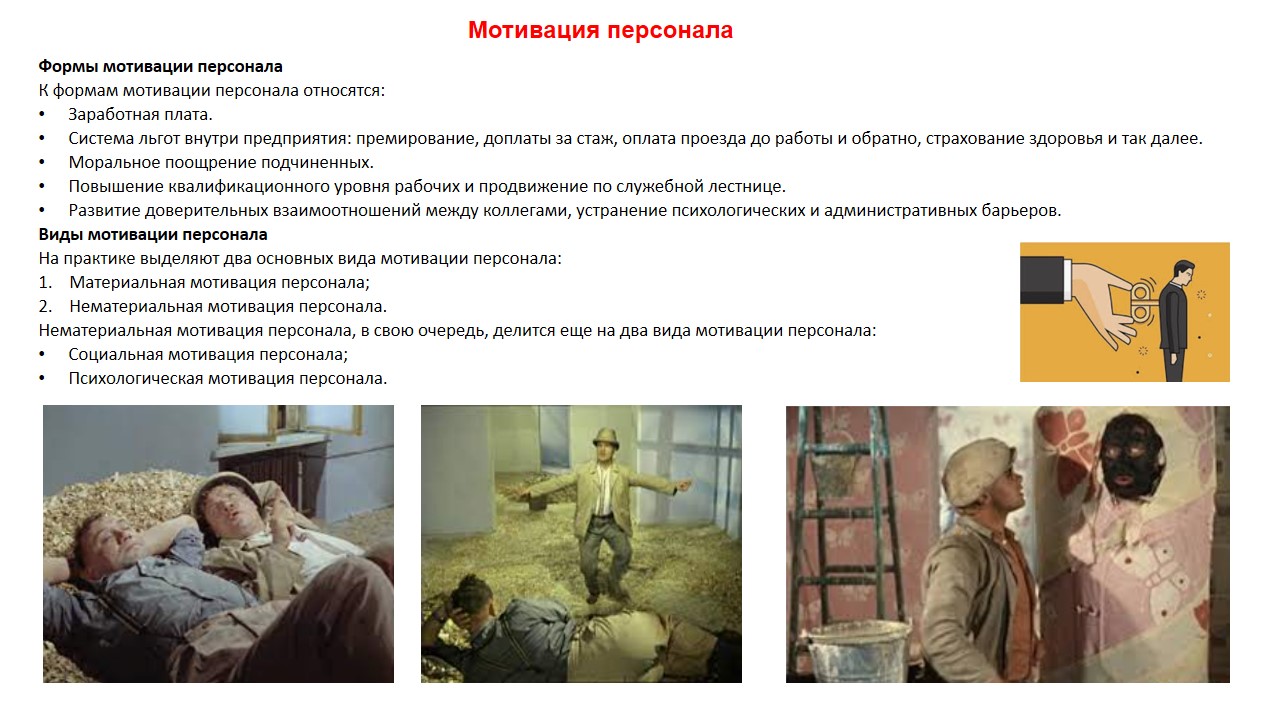 Мотивация персонала
Формы мотивации персонала
К формам мотивации персонала относятся:
• Заработная плата.
• Система льгот внутри предприятия: премирование, доплаты за стаж, оплата проезда до работы и обратно, страхование здоровья и так далее.
• Моральное поощрение подчиненных.
• Повышение квалификационного уровня рабочих и продвижение по служебной лестнице.
• Развитие доверительных взаимоотношений между коллегами, устранение психологических и административных барьеров.
Виды мотивации персонала
На практике выделяют два основных вида мотивации персонала:
1. Материальная мотивация персонала;
2. Нематериальная мотивация персонала.
Нематериальная мотивация персонала, в свою очередь, делится еще на два вида мотивации персонала:
• Социальная мотивация персонала;
• Психологическая мотивация персонала.